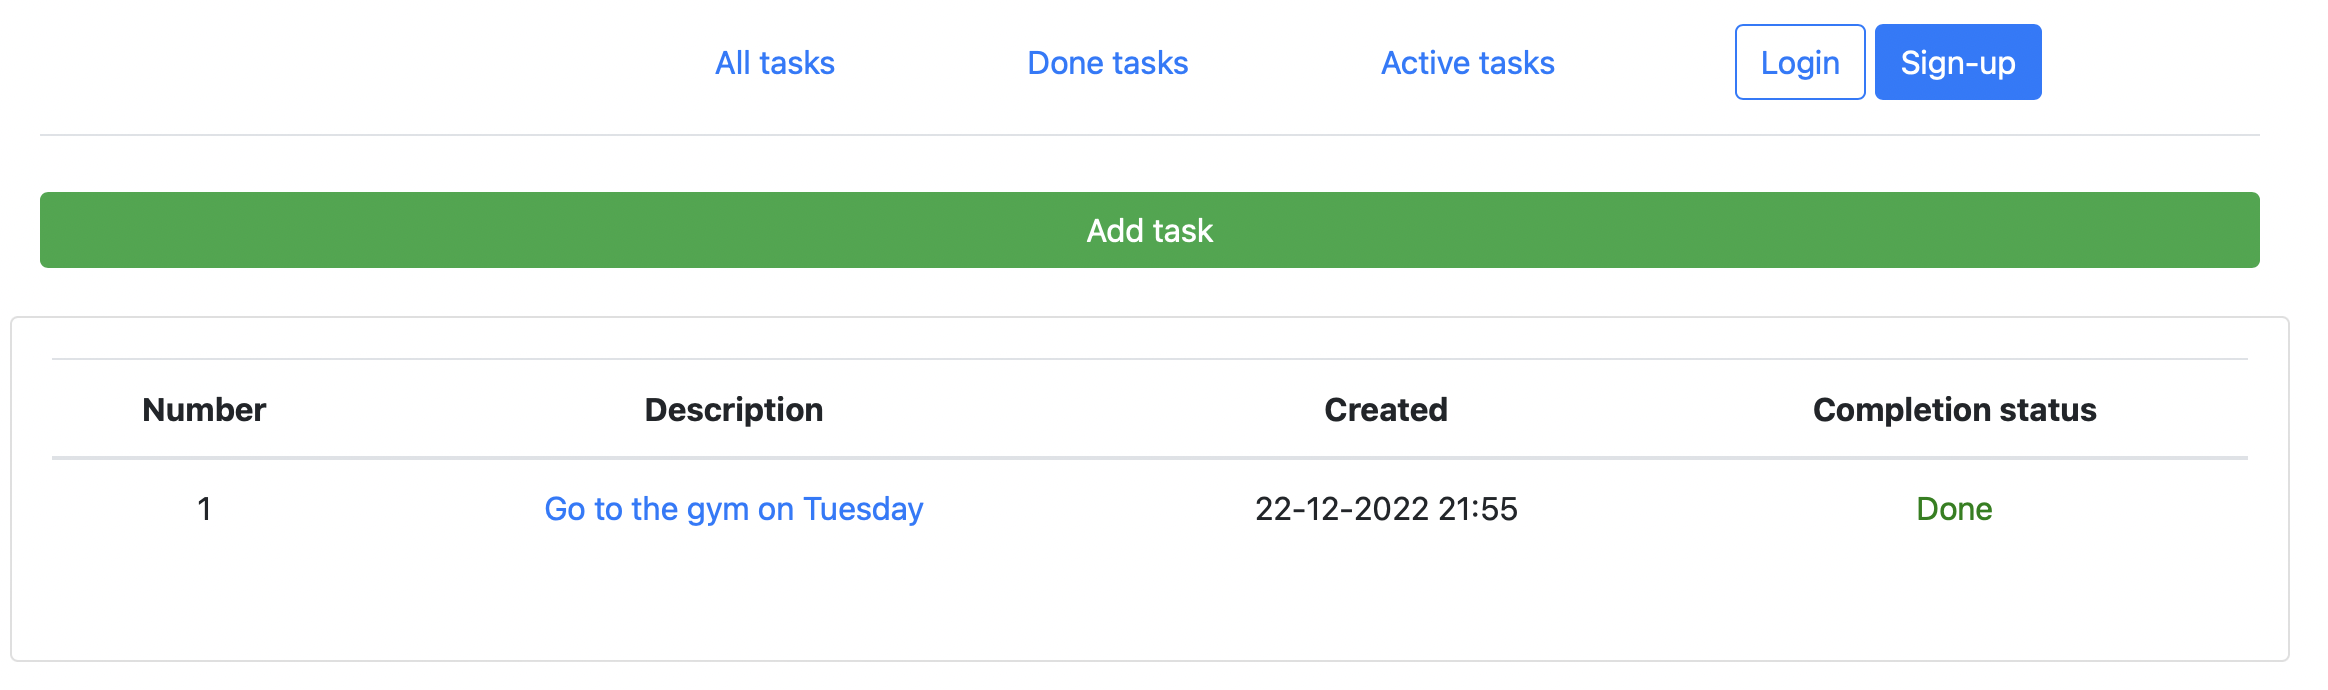 All tasks Done tasks Active tasks Login Sign-up
Add task
Number Description Created Completion status
1 Go to the gym on Tuesday 22-12-2022 21:55 Done